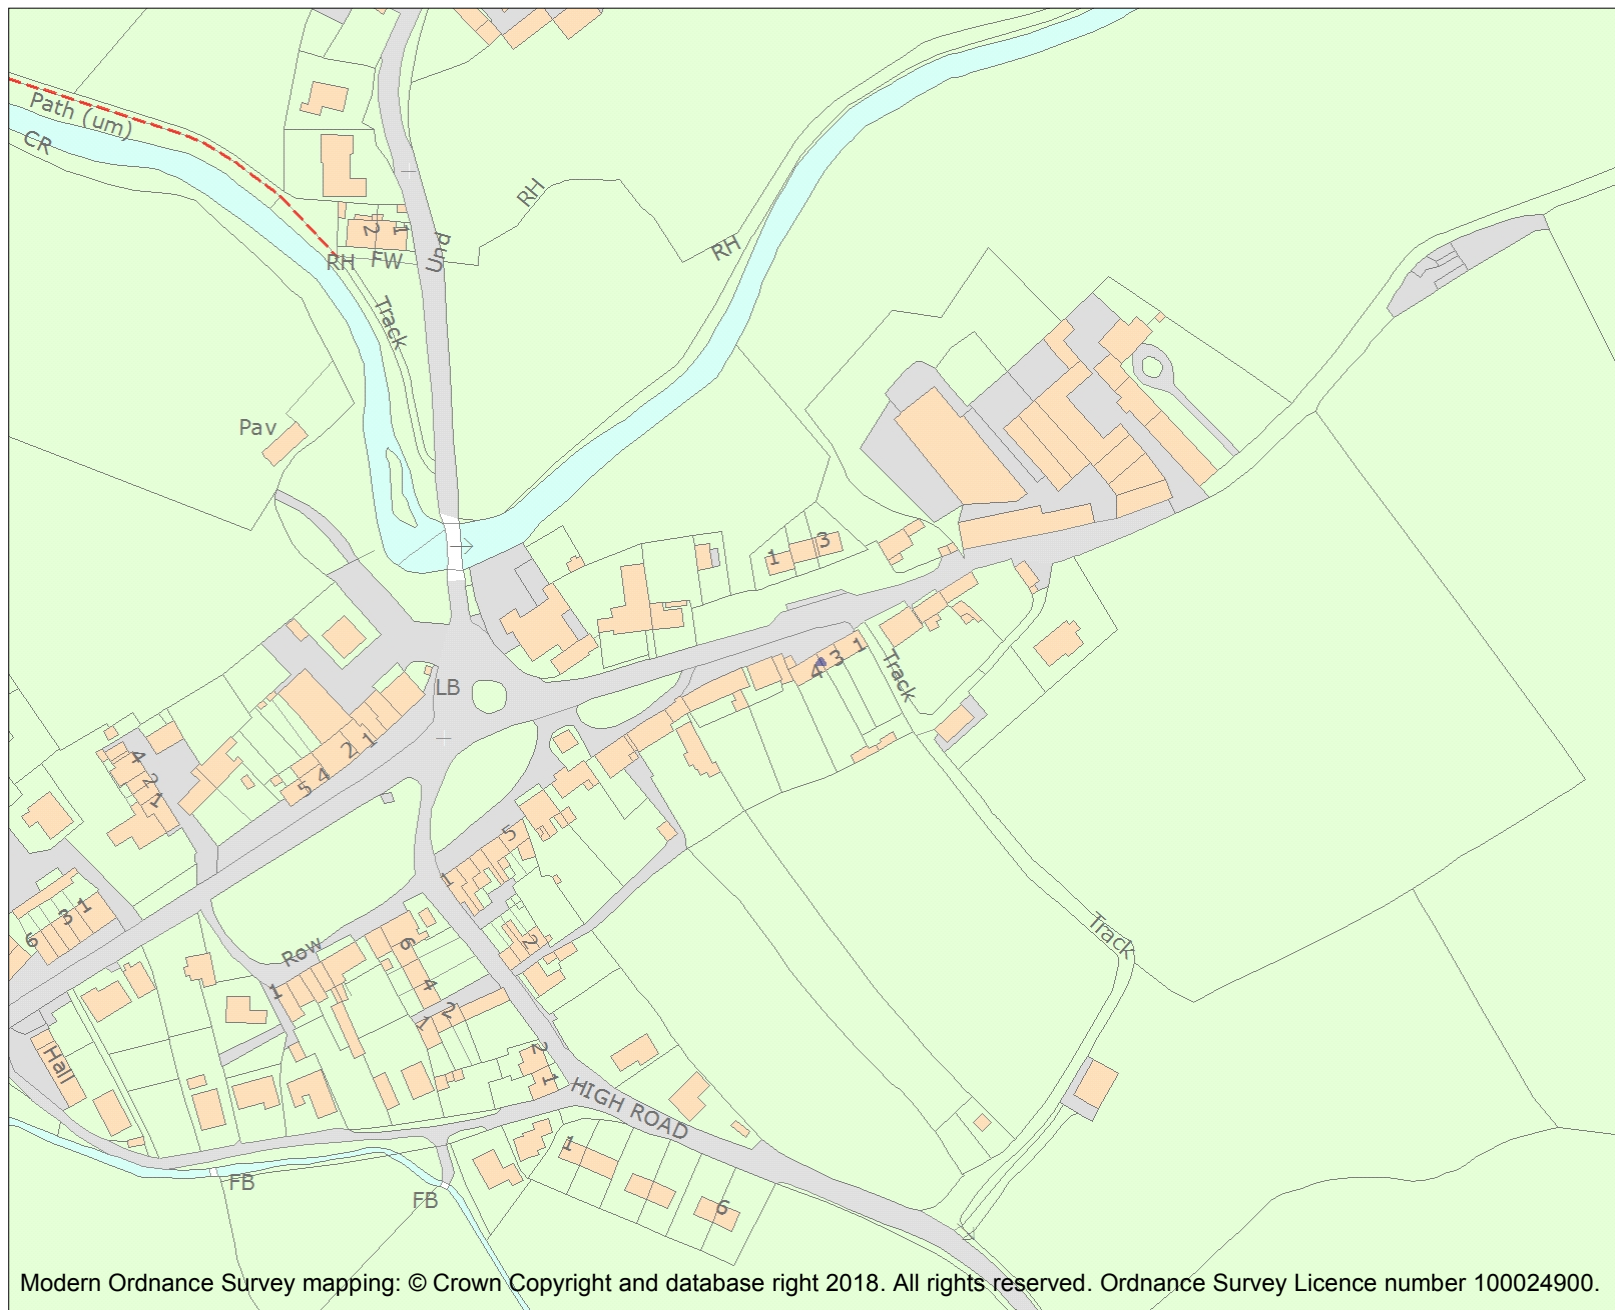 Path (um)
CR
RH
RH
2
1
Und
RH
FW
Track
Pav
1
3
LB
4
3
1
Track
4
2
1
5
4
2
1
5
1
6
3
1
Row
1
6
4
2
1
2
Track
Hall
2
1
HIGH ROAD
1
6
FB
FB
Modern Ordnance Survey mapping: © Crown Copyright and database right 2018. All rights reserved. Ordnance Survey Licence number 100024900.